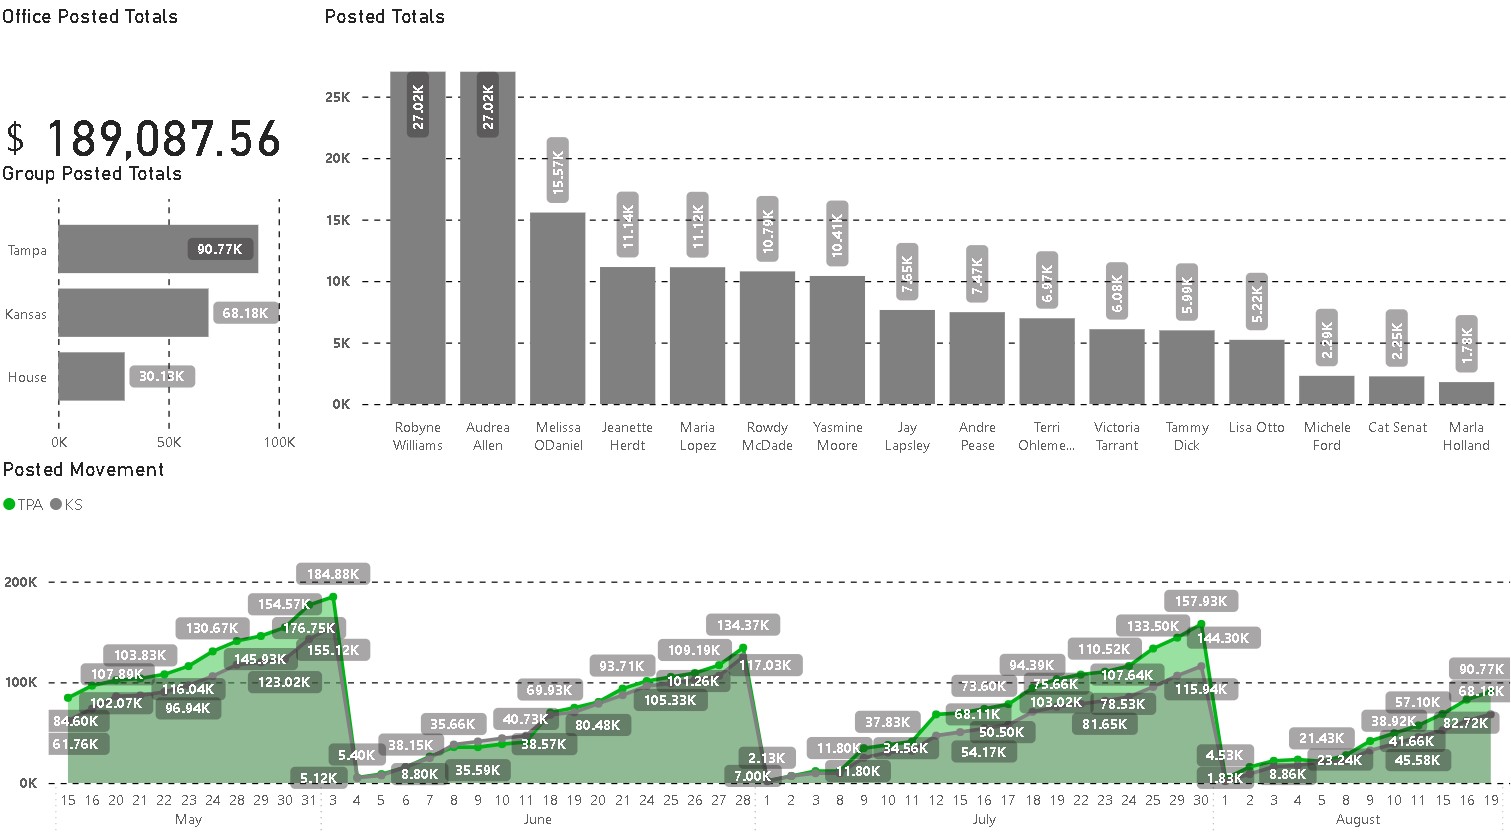 Office Posted Totals
$ 189,087.56
Group Posted Totals
Tampa
90.77K
Kansas
68.18K
House
30.13K
0K 50K 100K
Posted Totals
25K
20K
15K
10K
5K
0K
27.02K
27.02K
15.57K
11.14K
11.12K
10.79K
10.41K
7.65K
7.47K
6.97K
6.08K
5.99K
5.22K
2.29K
2.25K
1.78K
Robyne Williams
Audrea Allen
Melissa ODaniel
Jeanette Herdt
Maria Lopez
Rowdy McDade
Yasmine Moore
Jay Lapsley
Andre Pease
Terri Ohleme...
Victoria Tarrant
Tammy Dick
Lisa Otto
Michele Ford
Cat Senat
Marla Holland
Posted Movement
TPA KS
200K
100K
0K
84.60K
61.76K
107.89K
102.07K
103.83K
116.04K
96.94K
130.67K
145.93K
154.57K
123.02K
176.75K
184.88K
155.12K
5.12K
5.40K
38.15K
8.80K
35.66K
35.59K
40.73K
38.57K
69.93K
80.48K
93.71K
105.33K
109.19K
101.26K
134.37K
117.03K
7.00K
2.13K
11.80K
11.80K
37.83K
34.56K
73.60K
68.11K
54.17K
50.50K
94.39K
75.66K
103.02K
110.52K
81.65K
107.64K
78.53K
133.50K
157.93K
115.94K
144.30K
4.53K
1.83K
8.86K
21.43K
23.24K
38.92K
41.66K
57.10K
45.58K
90.77K
68.18K
82.72K
15 16 20 21 22 23 24 28 29 30 31 3 4 5 6 7 8 9 10 11 18 19 20 21 24 25 26 27 28 1 2 3 8 9 10 11 12 15 16 17 18 19 22 23 24 25 29 30 1 2 3 4 5 8 9 10 11 15 16 19
May June July August